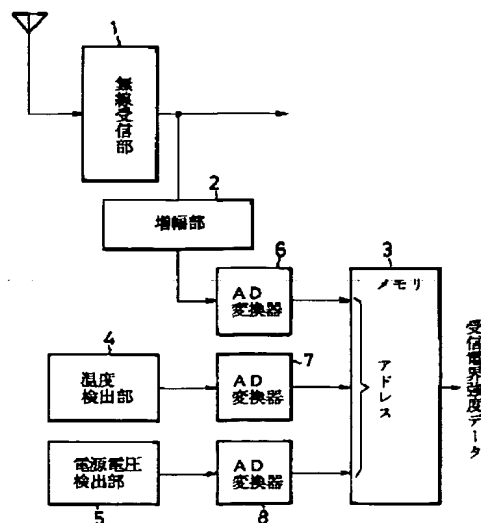 1
無線受信部
2
増幅部
6
AD
変換器
3
メモリ
4
温度
検出部
7
AD
変換器
アドレス
受信電界強度データ
電源電圧
検出部
5
AD
変換器
8